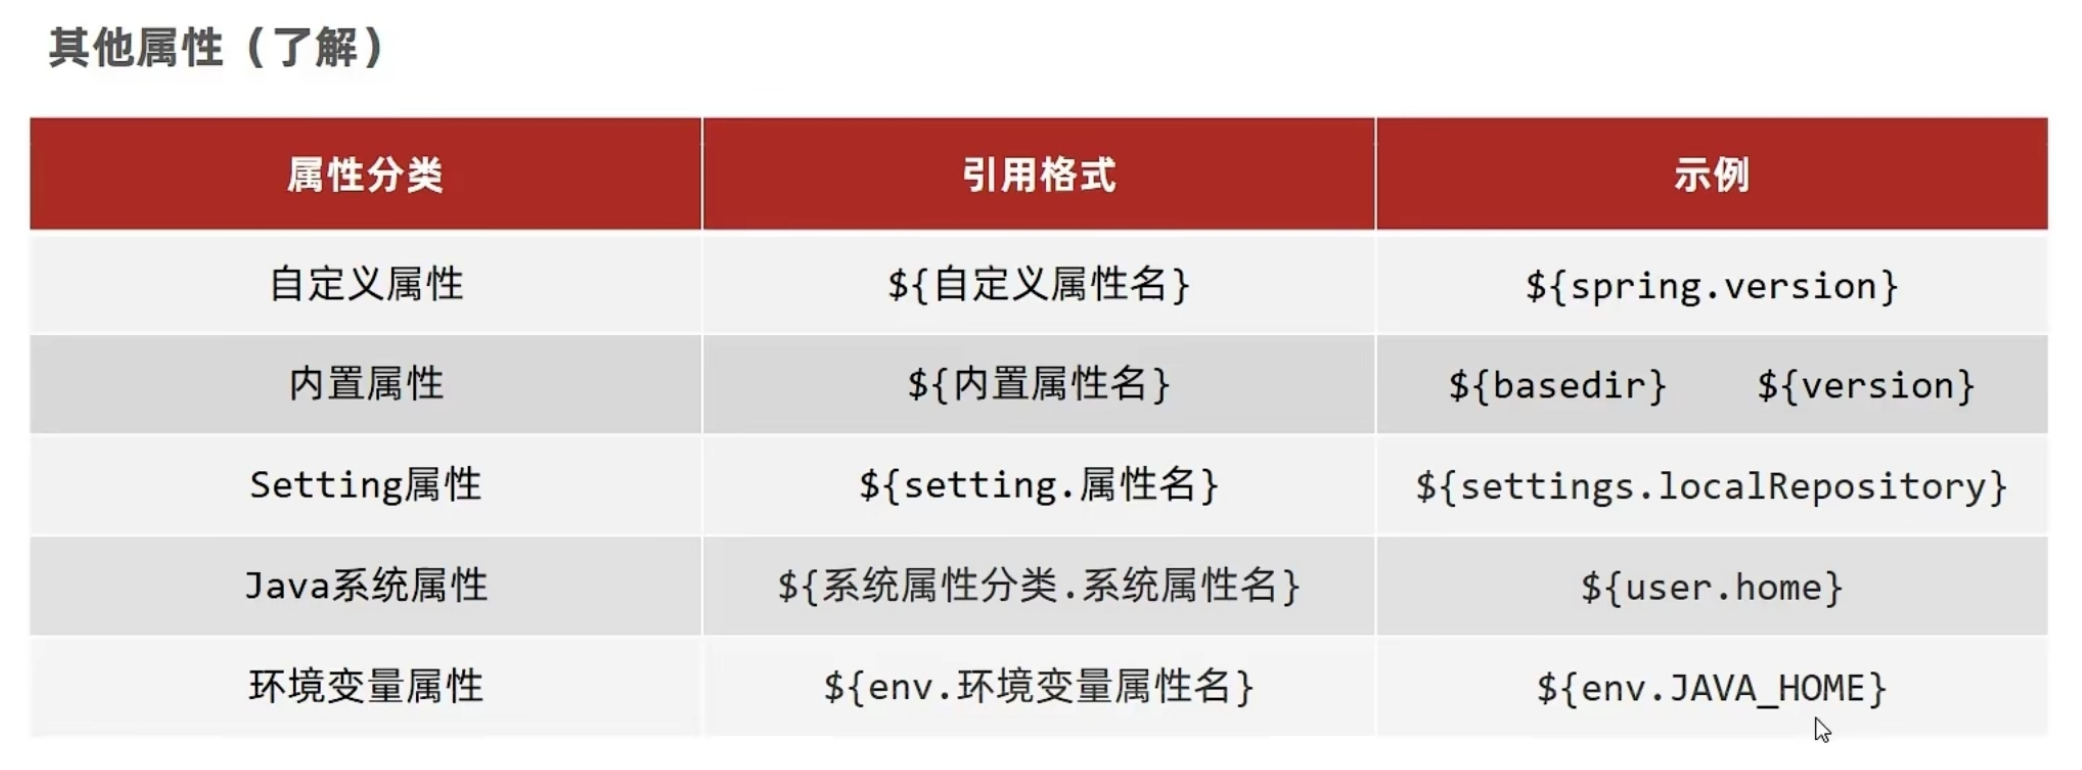 其他属性（了解）
属性分类 引用格式 示例
自定义属性 ${自定义属性名} ${spring.version}
内置属性 ${内置属性名} ${basedir} ${version}
Setting属性 ${setting.属性名} ${settings.localRepository}
Java系统属性 ${系统属性分类.系统属性名} ${user.home}
环境变量属性 ${env.环境变量属性名} ${env.JAVA_HOME}